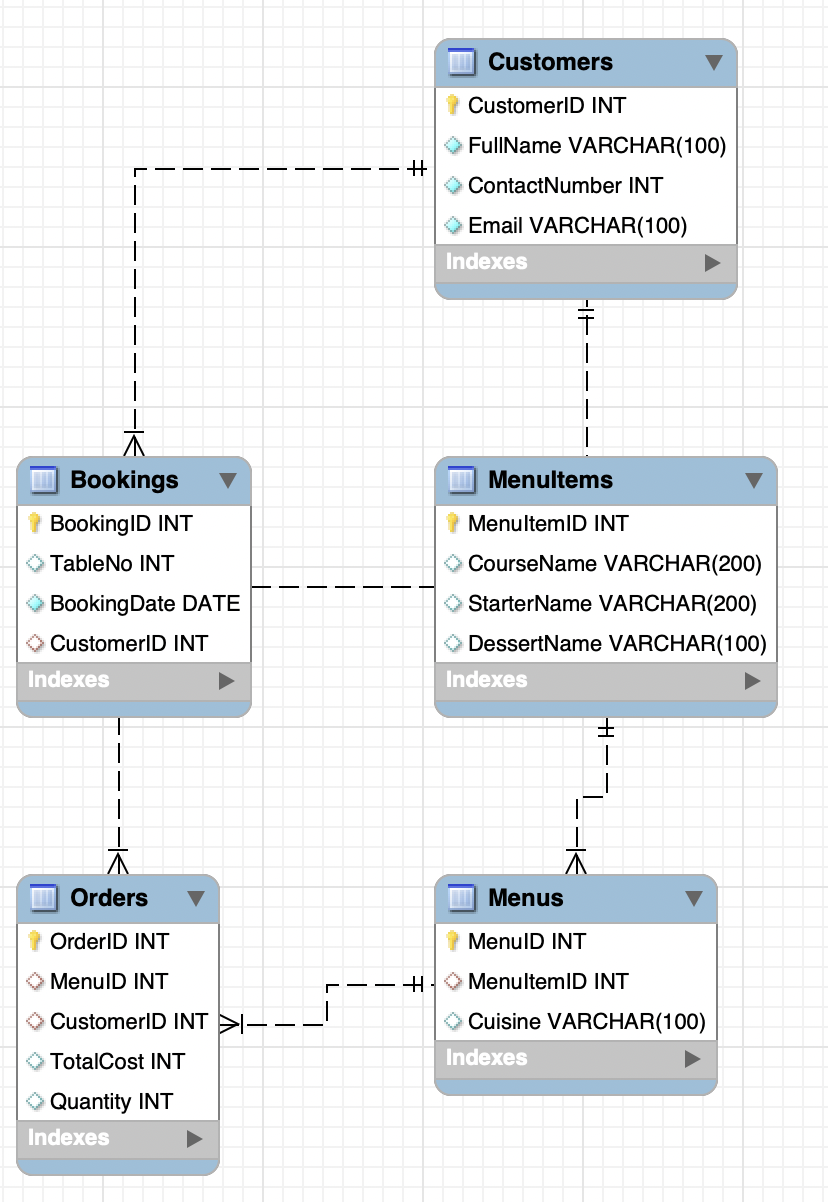 Customers
CustomerID INT
FullName VARCHAR(100)
ContactNumber INT
Email VARCHAR(100)
Indexes
Bookings
BookingID INT
TableNo INT
BookingDate DATE
CustomerID INT
Indexes
MenuItems
MenuItemID INT
CourseName VARCHAR(200)
StarterName VARCHAR(200)
DessertName VARCHAR(100)
Indexes
Orders
OrderID INT
MenuID INT
CustomerID INT
TotalCost INT
Quantity INT
Indexes
Menus
MenuID INT
MenuItemID INT
Cuisine VARCHAR(100)
Indexes